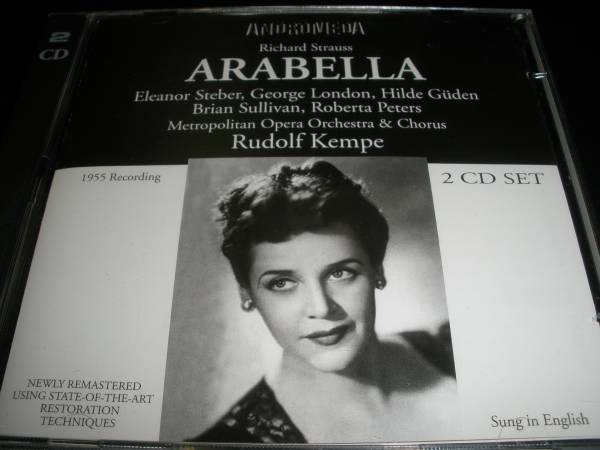 ANDROMEDA
2
CD
Richard Strauss
ARABELLA
Eleanor Steber, George London, Hilde Güden
Brian Sullivan, Roberta Peters
Metropolitan Opera Orchestra & Chorus
Rudolf Kempe
1955 Recording
2 CD SET
NEWLY REMASTERED
USING STATE-OF-THE-ART
RESTORATION
TECHNIQUES
Sung in English